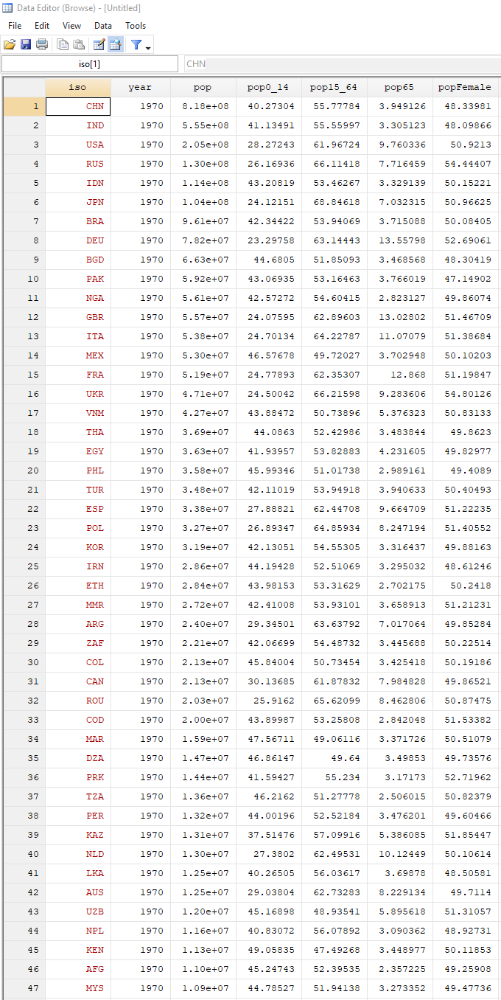 Data Editor (Browse) - [Untitled]
File Edit View Data Tools
iso[1] CHN
iso year pop pop0_14 pop15_64 pop65 popFemale
1 CHN 1970 8.18e+08 40.27304 55.77784 3.949126 48.33981
2 IND 1970 5.55e+08 41.13491 55.55997 3.305123 48.09866
3 USA 1970 2.05e+08 28.27243 61.96724 9.760336 50.9213
4 RUS 1970 1.30e+08 26.16936 66.11418 7.716459 54.44407
5 IDN 1970 1.14e+08 43.20819 53.46267 3.329139 50.15221
6 JPN 1970 1.04e+08 24.12151 68.84618 7.032315 50.96625
7 BRA 1970 9.61e+07 42.34422 53.94069 3.715088 50.08405
8 DEU 1970 7.82e+07 23.29758 63.14443 13.55798 52.69061
9 BGD 1970 6.63e+07 44.6805 51.85093 3.468568 48.30419
10 PAK 1970 5.92e+07 43.06935 53.16463 3.766019 47.14902
11 NGA 1970 5.61e+07 42.57272 54.60415 2.823127 49.86074
12 GBR 1970 5.57e+07 24.07595 62.89603 13.02802 51.46709
13 ITA 1970 5.38e+07 24.70134 64.22787 11.07079 51.38684
14 MEX 1970 5.30e+07 46.57678 49.72027 3.702948 50.10203
15 FRA 1970 5.19e+07 24.77893 62.35307 12.868 51.19847
16 UKR 1970 4.71e+07 24.50042 66.21598 9.283606 54.80126
17 VNM 1970 4.27e+07 43.88472 50.73896 5.376323 50.83133
18 THA 1970 3.69e+07 44.0863 52.42986 3.483844 49.8623
19 EGY 1970 3.63e+07 41.93957 53.82883 4.231605 49.82977
20 PHL 1970 3.58e+07 45.99346 51.01738 2.989161 49.4089
21 TUR 1970 3.48e+07 42.11019 53.94918 3.940633 50.40493
22 ESP 1970 3.38e+07 27.88821 62.44708 9.664709 51.22235
23 POL 1970 3.27e+07 26.89347 64.85934 8.247194 51.40552
24 KOR 1970 3.19e+07 42.13051 54.55305 3.316437 49.88163
25 IRN 1970 2.86e+07 44.19428 52.51069 3.295032 48.61246
26 ETH 1970 2.84e+07 43.98153 53.31629 2.702175 50.2418
27 MMR 1970 2.72e+07 42.41008 53.93101 3.658913 51.21231
28 ARG 1970 2.40e+07 29.34501 63.63792 7.017064 49.85284
29 ZAF 1970 2.21e+07 42.06699 54.48732 3.445688 50.22514
30 COL 1970 2.13e+07 45.84004 50.73454 3.425418 50.19186
31 CAN 1970 2.13e+07 30.13685 61.87832 7.984828 49.86521
32 ROU 1970 2.03e+07 25.9162 65.62099 8.462806 50.87475
33 COD 1970 2.00e+07 43.89987 53.25808 2.842048 51.53382
34 MAR 1970 1.59e+07 47.56711 49.06116 3.371726 50.51079
35 DZA 1970 1.47e+07 46.86147 49.64 3.49853 49.73576
36 PRK 1970 1.44e+07 41.59427 55.234 3.17173 52.71962
37 TZA 1970 1.36e+07 46.2162 51.27778 2.506015 50.82379
38 PER 1970 1.32e+07 44.00196 52.52184 3.476201 49.60466
39 KAZ 1970 1.31e+07 37.51476 57.09916 5.386085 51.85447
40 NLD 1970 1.30e+07 27.3802 62.49531 10.12449 50.10614
41 LKA 1970 1.25e+07 40.26505 56.03617 3.69878 48.50581
42 AUS 1970 1.25e+07 29.03804 62.73283 8.229134 49.7114
43 UZB 1970 1.20e+07 45.16898 48.93541 5.895618 51.31057
44 NPL 1970 1.16e+07 40.83072 56.07892 3.090362 48.92731
45 KEN 1970 1.13e+07 49.05835 47.49268 3.448977 50.11853
46 AFG 1970 1.10e+07 45.24743 52.39535 2.357225 49.25908
47 MYS 1970 1.09e+07 44.78527 51.94138 3.273352 49.47736